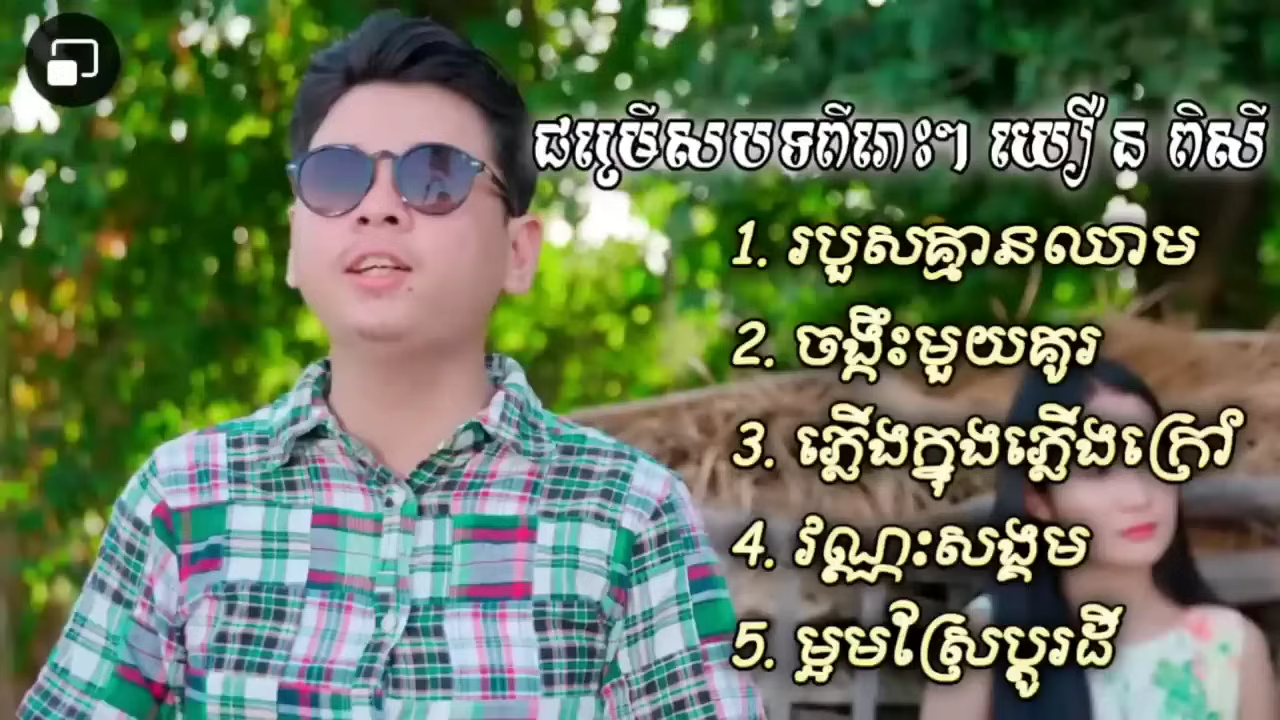 ជម្រើសបទពីរោះៗ យឿន ពិសី
1. របួសគ្មានឈាម
2. ចង្កឹះមួយគូរ
3. ភ្លើងក្នុងភ្លើងក្រៅ
4. វណ្ណៈសង្គម
5. ម្អមស្រែប្ដូរដី